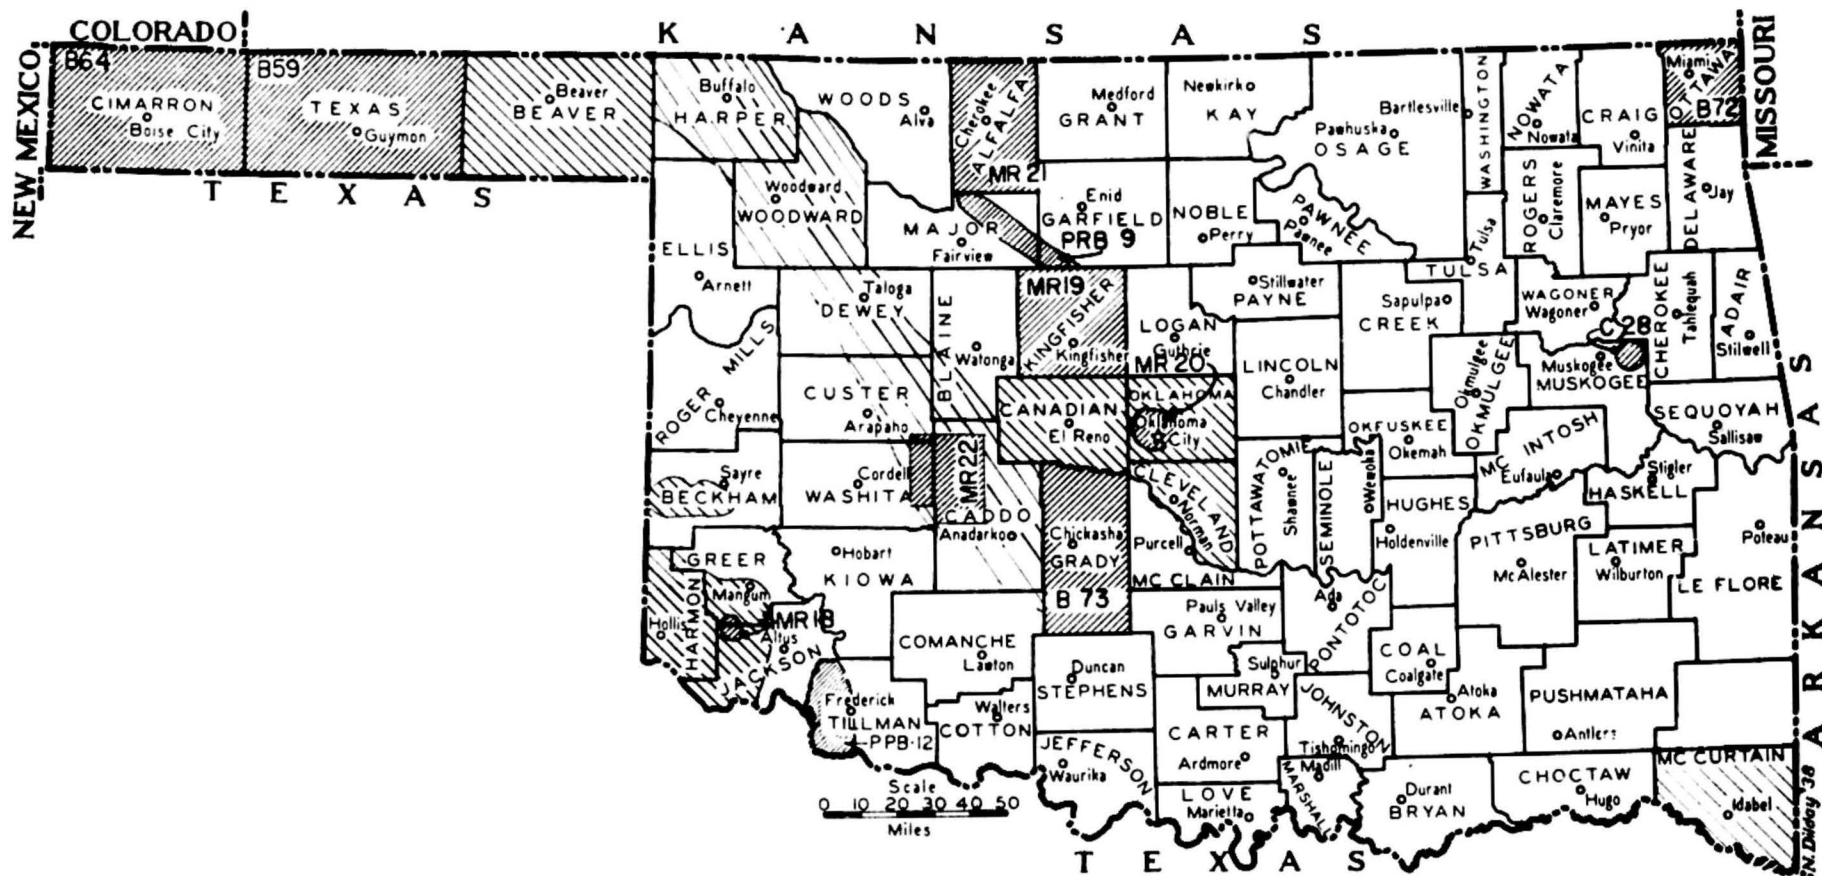 COLORADO
K A N S A S
NEW MEXICO
MISSOURI
B64
CIMARRON
Boise City
B59
TEXAS
Guymon
Beaver
BEAVER
T E X A S
Buffalo
HARPER
WOODS
Alva
Cherokee
ALFALFA
MR 21
Medford
GRANT
Newkirk
KAY
Pawhuska
OSAGE
Bartlesville
WASHINGTON
NOWATA
Nowata
CRAIG
Vinita
Miami
OTTAWA
B72
Woodward
WOODWARD
MAJOR
Fairview
Enid
GARFIELD
PRB 9
NOBLE
Perry
PAWNEE
Pawnee
Tulsa
TULSA
ROGERS
Claremore
MAYES
Pryor
DELAWARE
Jay
ELLIS
Arnett
Taloga
DEWEY
BLAINE
Watonga
MR19
KINGFISHER
Kingfisher
LOGAN
Guthrie
MR 20
Stillwater
PAYNE
Sapulpa
CREEK
WAGONER
Wagoner
C 28
CHEROKEE
Tahlequah
ADAIR
Stilwell
ROGER MILLS
Cheyenne
CUSTER
Arapaho
CANADIAN
El Reno
OKLAHOMA
Oklahoma
City
LINCOLN
Chandler
Okmulgee
OKMULGEE
Muskogee
MUSKOGEE
SEQUOYAH
Sallisaw
Sayre
BECKHAM
Cordell
WASHITA
MR22
CADDO
Anadarko
CLEVELAND
Norman
POTTAWATOMIE
Shawnee
SEMINOLE
Wewoka
OKFUSKEE
Okemah
MC INTOSH
Eufaula
Stigler
HASKELL
HUGHES
Holdenville
PITTSBURG
Mc Alester
LATIMER
Wilburton
Poteau
LE FLORE
GREER
Mangum
Hobart
KIOWA
Chickasha
GRADY
B 73
Purcell
MC CLAIN
Ada
PONTOTOC
Hollis
HARMON
MR18
Altus
JACKSON
COMANCHE
Lawton
Pauls Valley
GARVIN
COAL
Coalgate
Frederick
TILLMAN
PPB-12
Walters
COTTON
Duncan
STEPHENS
Sulphur
MURRAY
JOHNSTON
Tishomingo
Atoka
ATOKA
PUSHMATAHA
Antlers
JEFFERSON
Waurika
CARTER
Ardmore
LOVE
Marietta
Madill
MARSHALL
Durant
BRYAN
CHOCTAW
Hugo
MC CURTAIN
Idabel
Scale
0 10 20 30 40 50
Miles
T E X A S
A R K A N S A S
N. Dilday '38